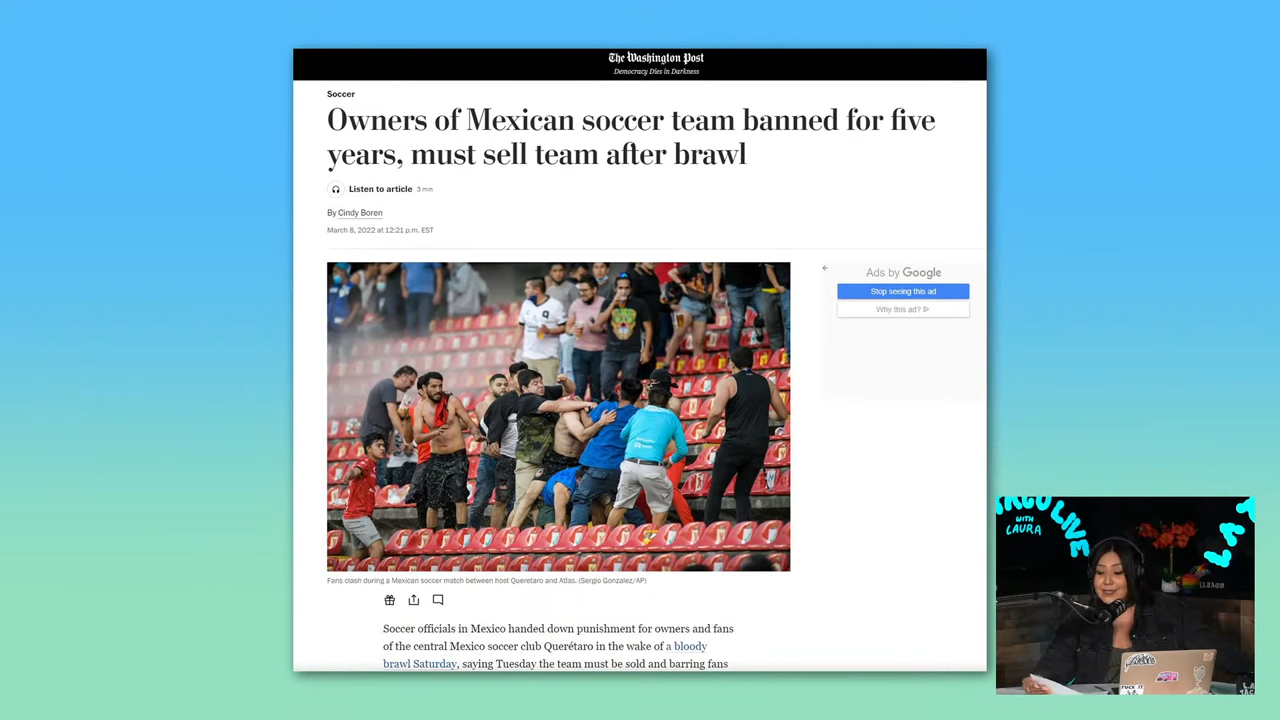 The Washington Post
Democracy Dies in Darkness
Soccer
Owners of Mexican soccer team banned for five
years, must sell team after brawl
Listen to article 3 min
By Cindy Boren
March 8, 2022 at 12:21 p.m. EST
Ads by Google
Stop seeing this ad
Why this ad?
Fans clash during a Mexican soccer match between host Queretaro and Atlas. (Sergio Gonzalez/AP)
Soccer officials in Mexico handed down punishment for owners and fans
of the central Mexico soccer club Querétaro in the wake of a bloody
brawl Saturday, saying Tuesday the team must be sold and barring fans
LIVE
WITH
LAURA